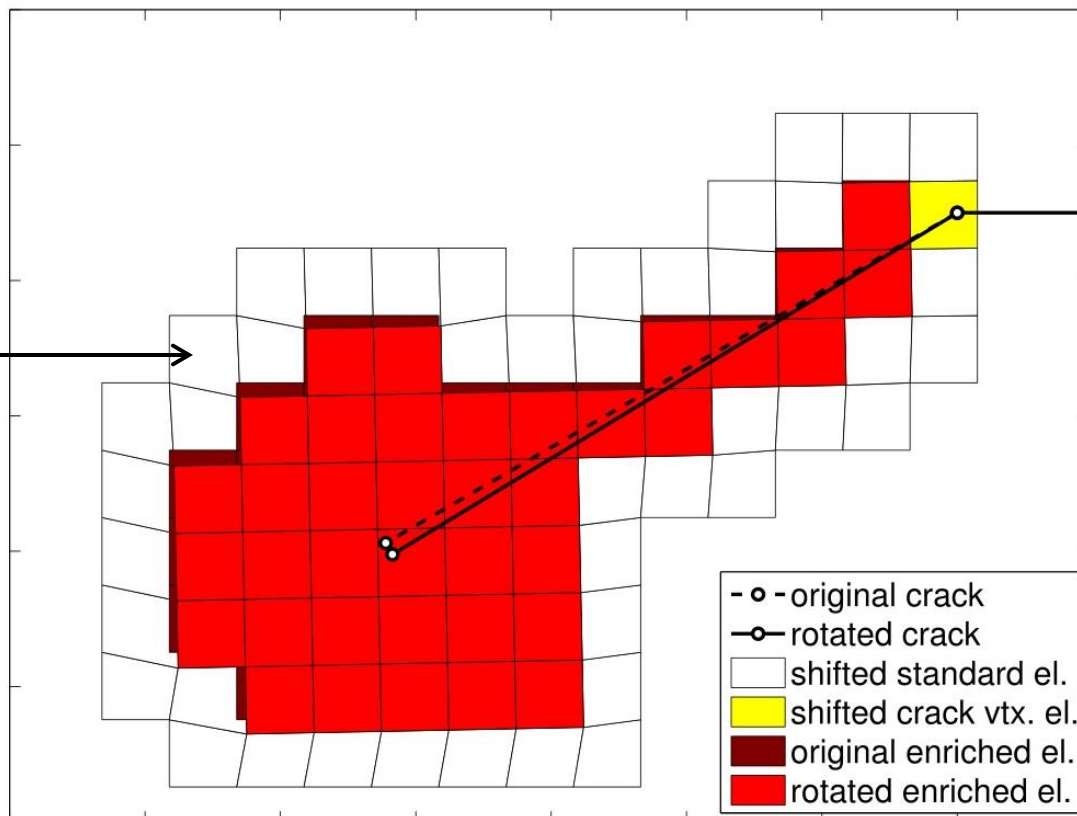 original crack
rotated crack
shifted standard el.
shifted crack vtx. el.
original enriched el.
rotated enriched el.